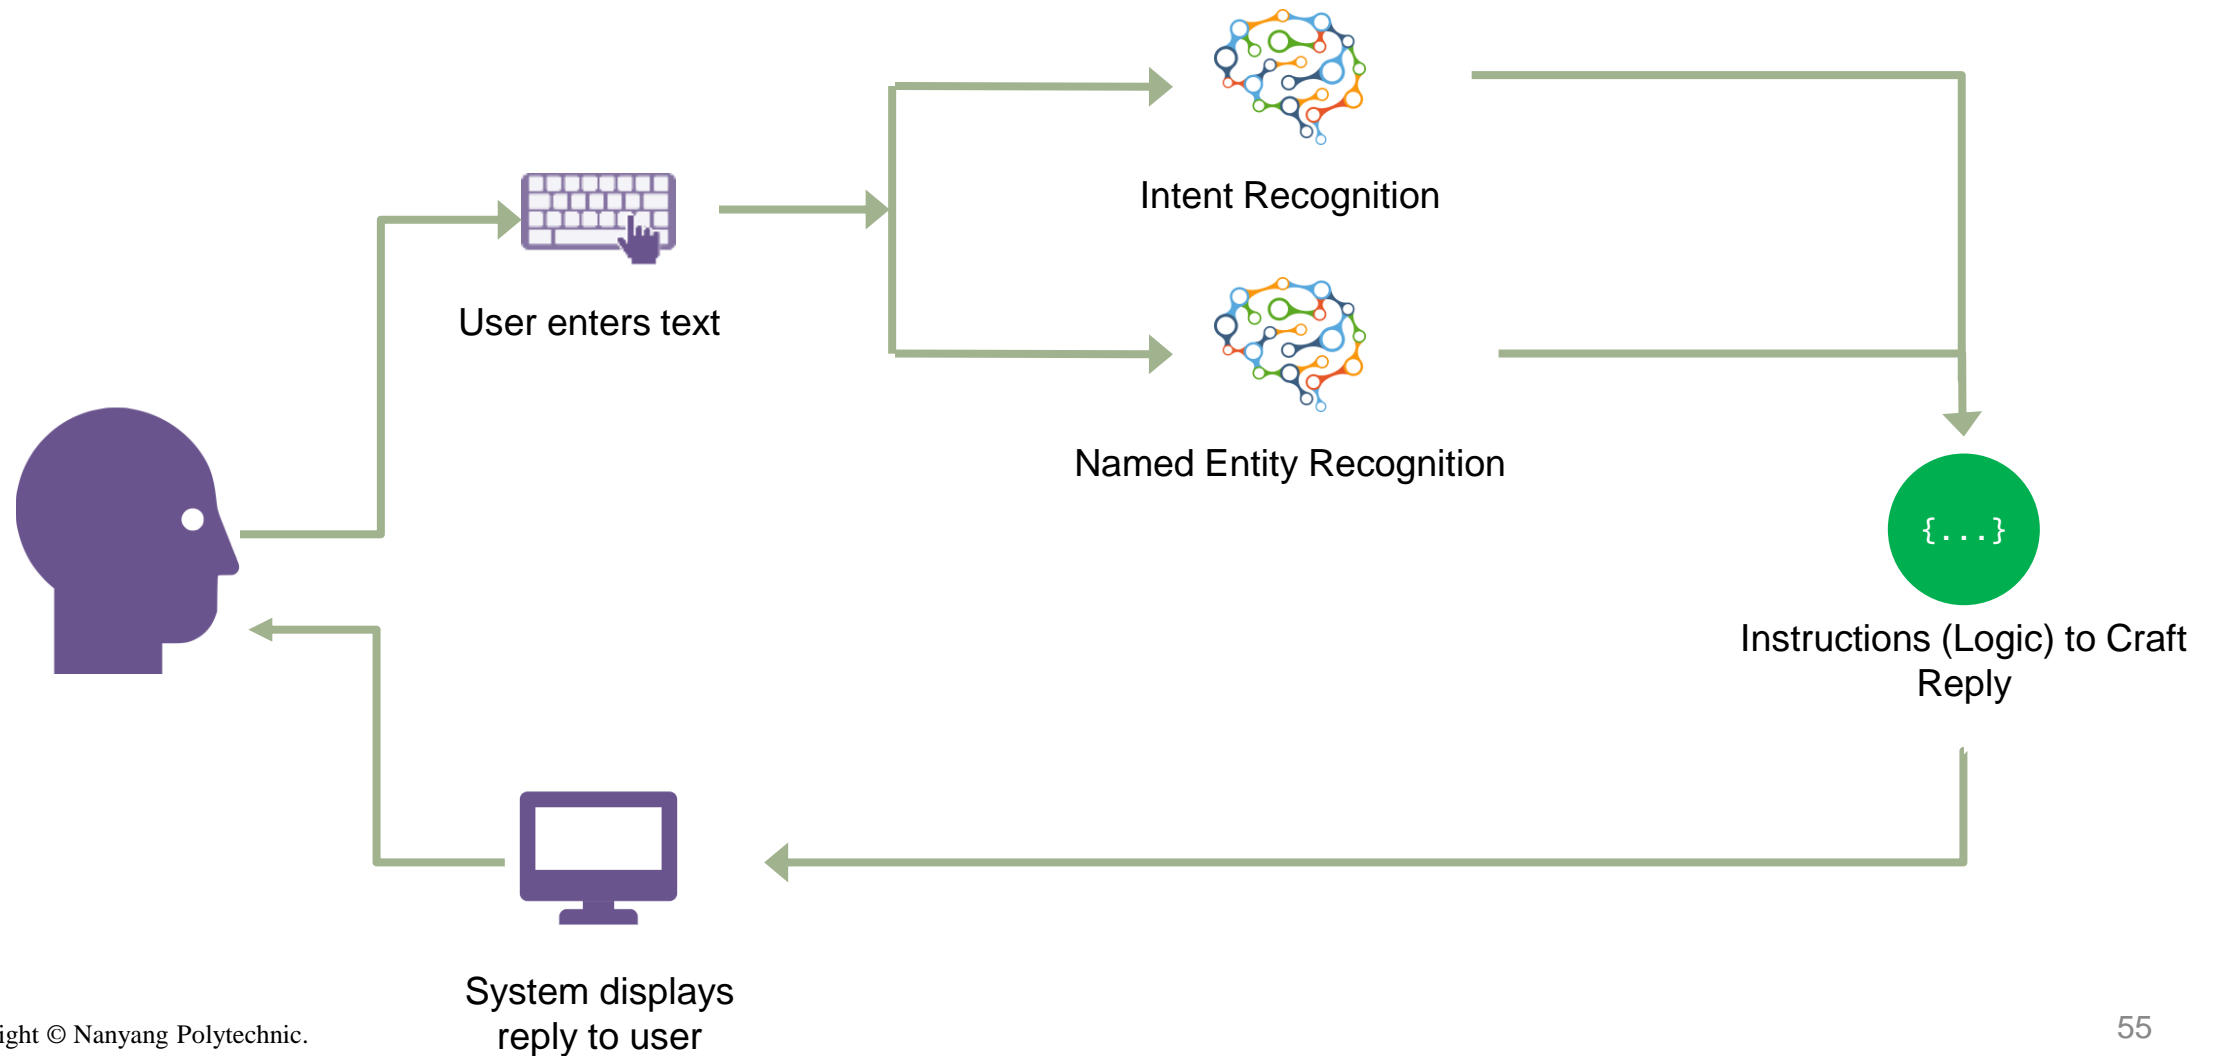 Intent Recognition
User enters text
Named Entity Recognition
{...}
Instructions (Logic) to Craft
Reply
System displays
reply to user
ight © Nanyang Polytechnic.
55